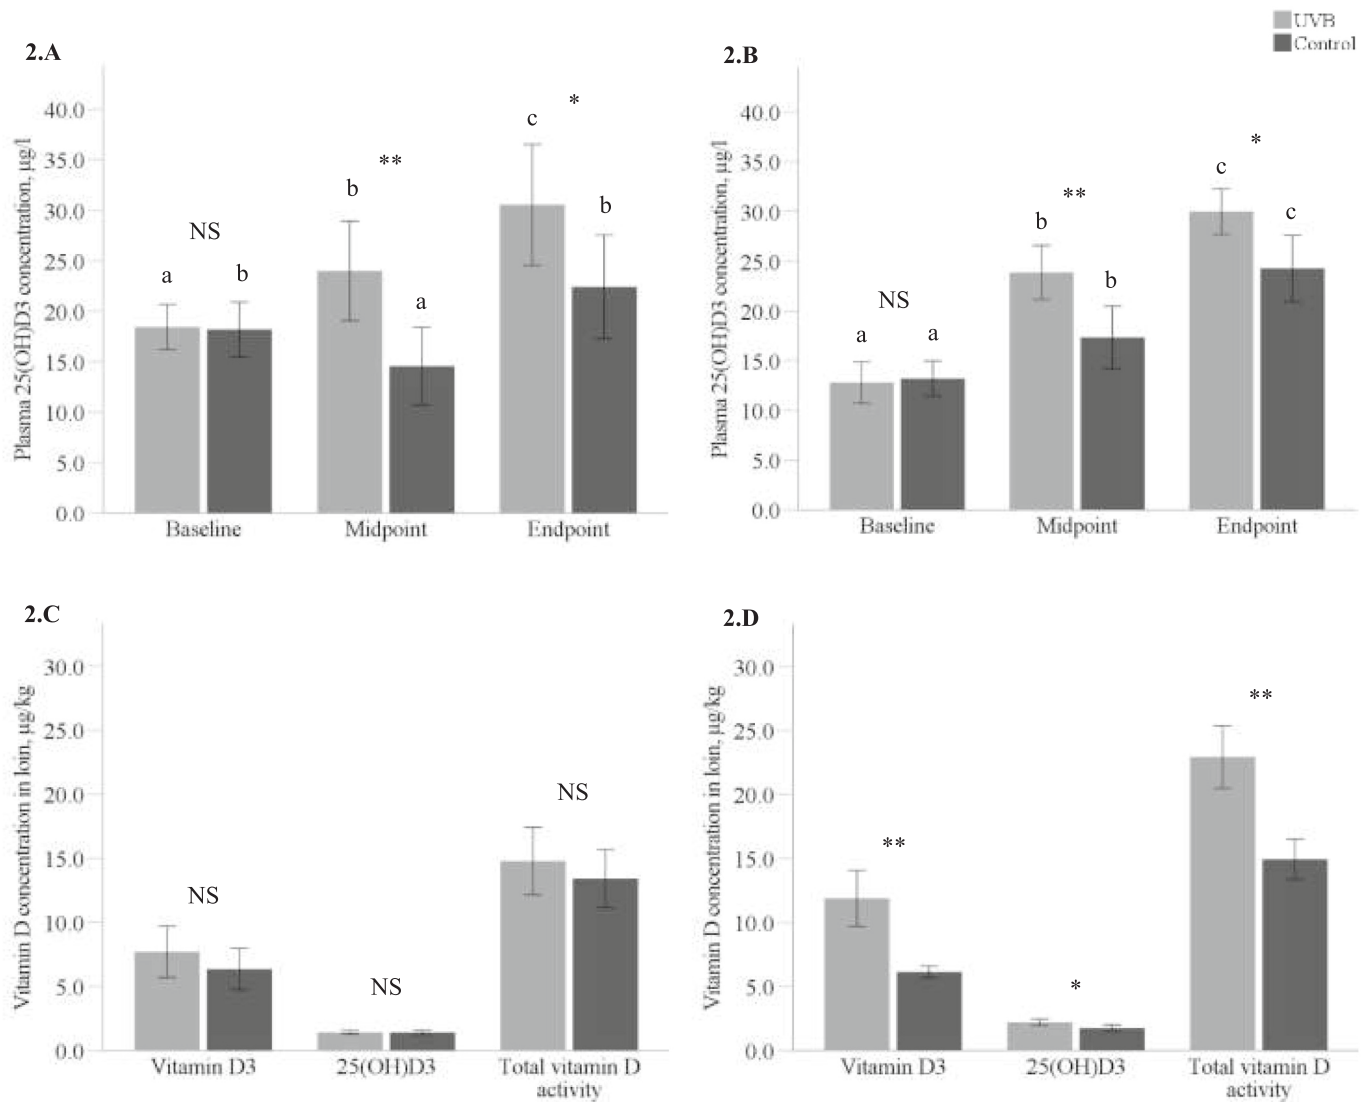 UVB
Control
2.A
Plasma 25(OH)D3 concentration, µg/l
40.0
35.0
30.0
25.0
20.0
15.0
10.0
5.0
0.0
NS
a
b
**
b
a
*
c
b
Baseline
Midpoint
Endpoint
2.B
Plasma 25(OH)D3 concentration, µg/l
40.0
35.0
30.0
25.0
20.0
15.0
10.0
5.0
0.0
NS
a
a
**
b
b
*
c
c
Baseline
Midpoint
Endpoint
2.C
Vitamin D concentration in loin, µg/kg
30.0
25.0
20.0
15.0
10.0
5.0
0.0
NS
NS
NS
Vitamin D3
25(OH)D3
Total vitamin D
activity
2.D
Vitamin D concentration in loin, µg/kg
30.0
25.0
20.0
15.0
10.0
5.0
0.0
**
*
**
Vitamin D3
25(OH)D3
Total vitamin D
activity